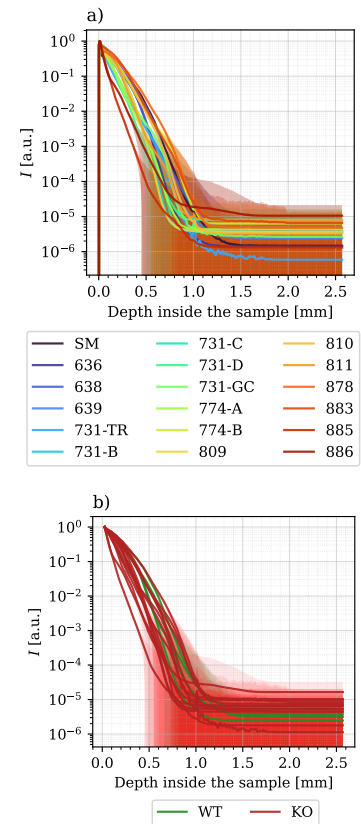 a)
10⁰
10⁻¹
10⁻²
10⁻³
10⁻⁴
10⁻⁵
10⁻⁶
I [a.u.]
0.0 0.5 1.0 1.5 2.0 2.5
Depth inside the sample [mm]
SM 731-C 810
636 731-D 811
638 731-GC 878
639 774-A 883
731-TR 774-B 885
731-B 809 886
b)
10⁰
10⁻¹
10⁻²
10⁻³
10⁻⁴
10⁻⁵
10⁻⁶
I [a.u.]
0.0 0.5 1.0 1.5 2.0 2.5
Depth inside the sample [mm]
WT KO